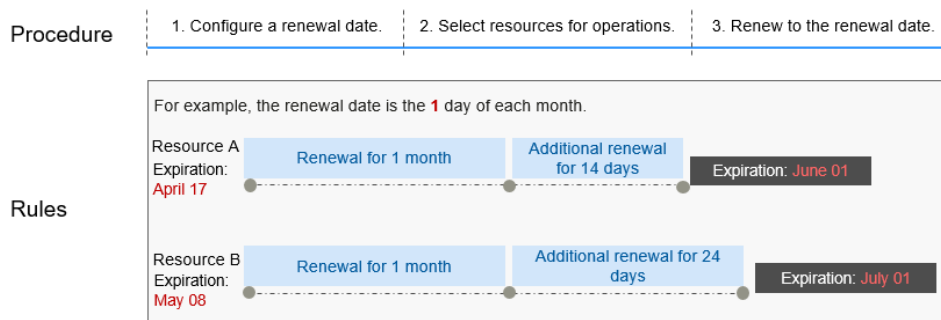 Procedure
1. Configure a renewal date.
2. Select resources for operations.
3. Renew to the renewal date.
Rules
For example, the renewal date is the 1 day of each month.
Resource A
Expiration:
April 17
Renewal for 1 month
Additional renewal
for 14 days
Expiration: June 01
Resource B
Expiration:
May 08
Renewal for 1 month
Additional renewal for 24
days
Expiration: July 01